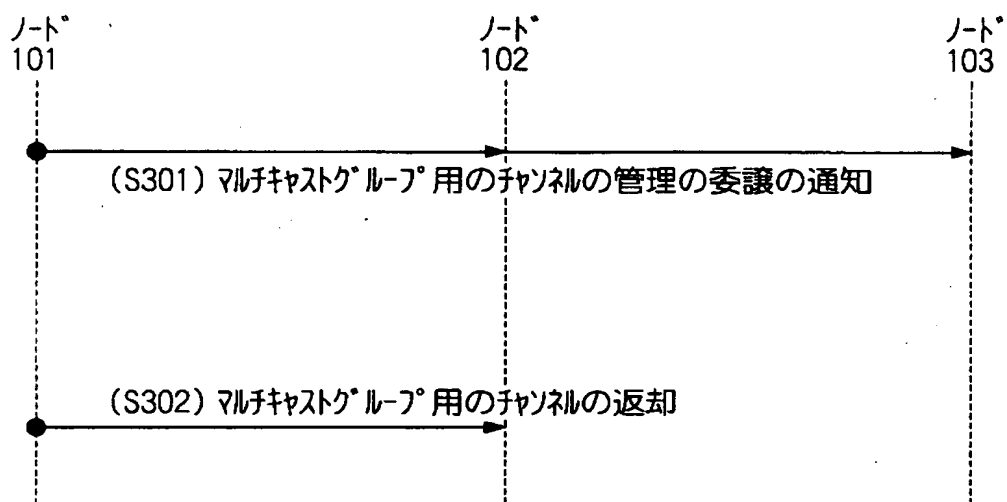 ノード
101
ノード
102
ノード
103
(S301) マルチキャストグループ用のチャンネルの管理の委譲の通知
(S302) マルチキャストグループ用のチャンネルの返却